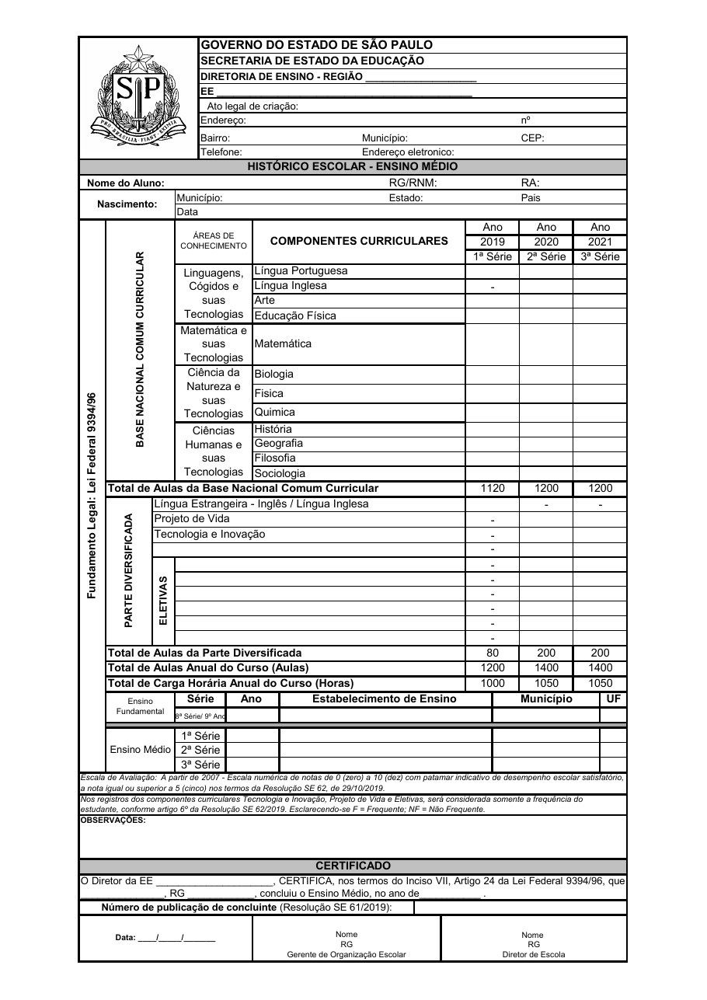 GOVERNO DO ESTADO DE SÃO PAULO
SECRETARIA DE ESTADO DA EDUCAÇÃO
DIRETORIA DE ENSINO - REGIÃO ____________________
EE ______________________________________________
Ato legal de criação:
Endereço: nº
Bairro: Município: CEP:
Telefone: Endereço eletronico:
S P
PRO · BRASILIA · FIANT · EXIMIA
HISTÓRICO ESCOLAR - ENSINO MÉDIO
Nome do Aluno: RG/RNM: RA:
Nascimento:
Município: Estado: Pais
Data
Fundamento Legal: Lei Federal 9394/96
BASE NACIONAL COMUM CURRICULAR
ÁREAS DE
CONHECIMENTO
COMPONENTES CURRICULARES
Ano Ano Ano
2019 2020 2021
1ª Série 2ª Série 3ª Série
Linguagens,
Cógidos e
suas
Tecnologias
Língua Portuguesa
Língua Inglesa -
Arte
Educação Física
Matemática e
suas
Tecnologias
Matemática
Ciência da
Natureza e
suas
Tecnologias
Biologia
Fisica
Quimica
Ciências
Humanas e
suas
Tecnologias
História
Geografia
Filosofia
Sociologia
Total de Aulas da Base Nacional Comum Curricular 1120 1200 1200
PARTE DIVERSIFICADA
Língua Estrangeira - Inglês / Língua Inglesa - -
Projeto de Vida -
Tecnologia e Inovação -
-
ELETIVAS
-
-
-
-
-
-
Total de Aulas da Parte Diversificada 80 200 200
Total de Aulas Anual do Curso (Aulas) 1200 1400 1400
Total de Carga Horária Anual do Curso (Horas) 1000 1050 1050
Ensino
Fundamental
Série Ano Estabelecimento de Ensino Município UF
8ª Série/ 9º Ano
Ensino Médio
1ª Série
2ª Série
3ª Série
Escala de Avaliação: A partir de 2007 - Escala numérica de notas de 0 (zero) a 10 (dez) com patamar indicativo de desempenho escolar satisfatório,
a nota igual ou superior a 5 (cinco) nos termos da Resolução SE 62, de 29/10/2019.
Nos registros dos componentes curriculares Tecnologia e Inovação, Projeto de Vida e Eletivas, será considerada somente a frequência do
estudante, conforme artigo 6º da Resolução SE 62/2019. Esclarecendo-se F = Frequente; NF = Não Frequente.
OBSERVAÇÕES:
CERTIFICADO
O Diretor da EE _____________________, CERTIFICA, nos termos do Inciso VII, Artigo 24 da Lei Federal 9394/96, que
_______________, RG ____________, concluiu o Ensino Médio, no ano de___________ .
Número de publicação de concluinte (Resolução SE 61/2019):
Data: ____/_____/_______
Nome
RG
Gerente de Organização Escolar
Nome
RG
Diretor de Escola